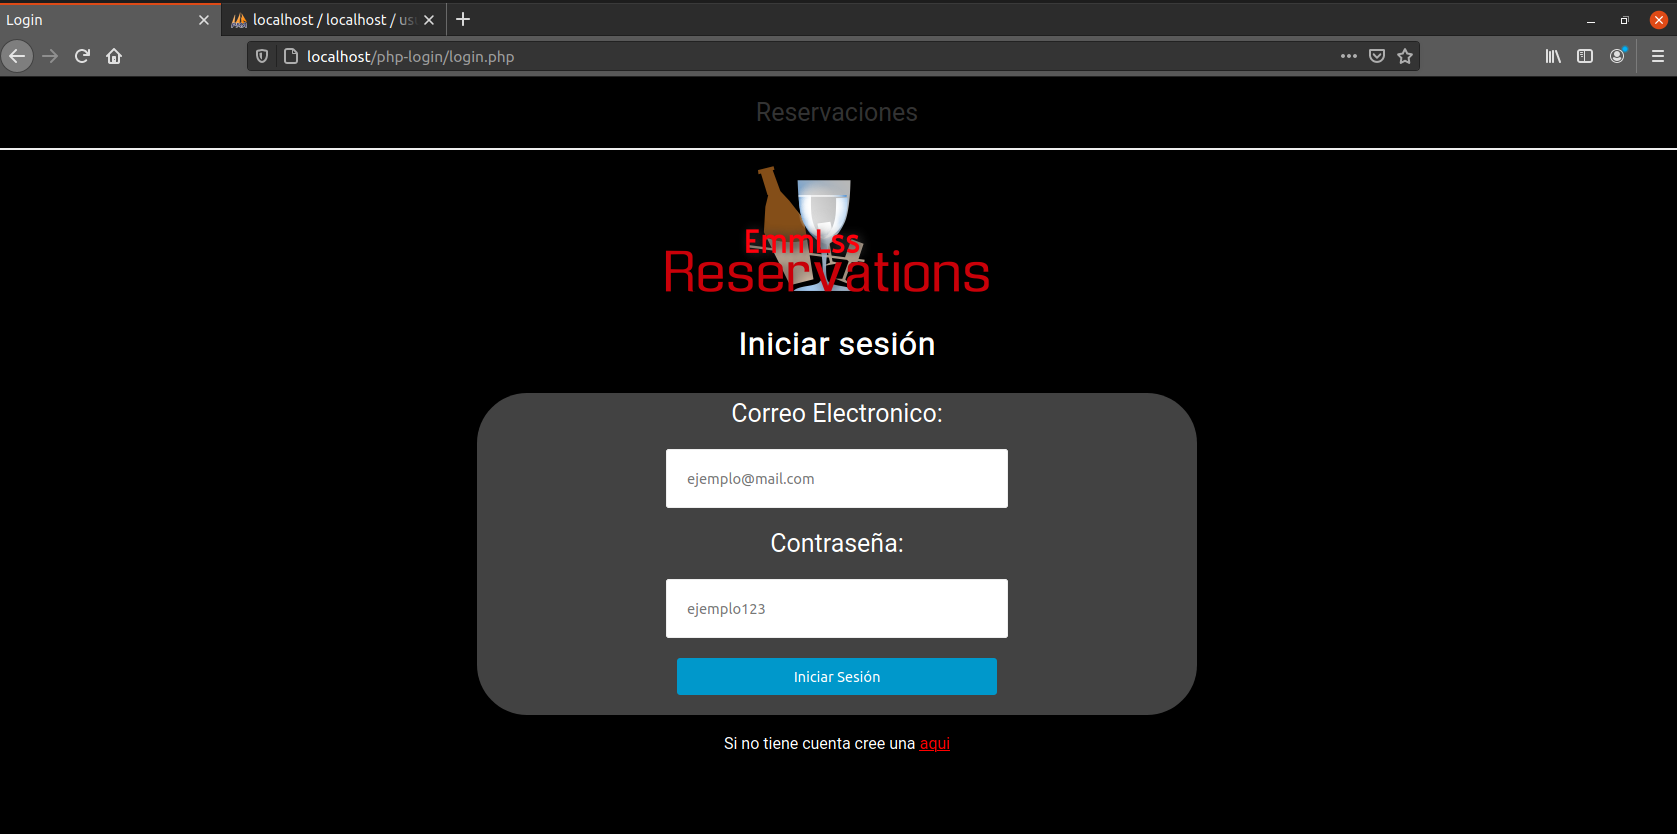 Login
localhost / localhost / us
localhost/php-login/login.php
Reservaciones
EmmLss
Reservations
Iniciar sesión
Correo Electronico:
ejemplo@mail.com
Contraseña:
ejemplo123
Iniciar Sesión
Si no tiene cuenta cree una aqui